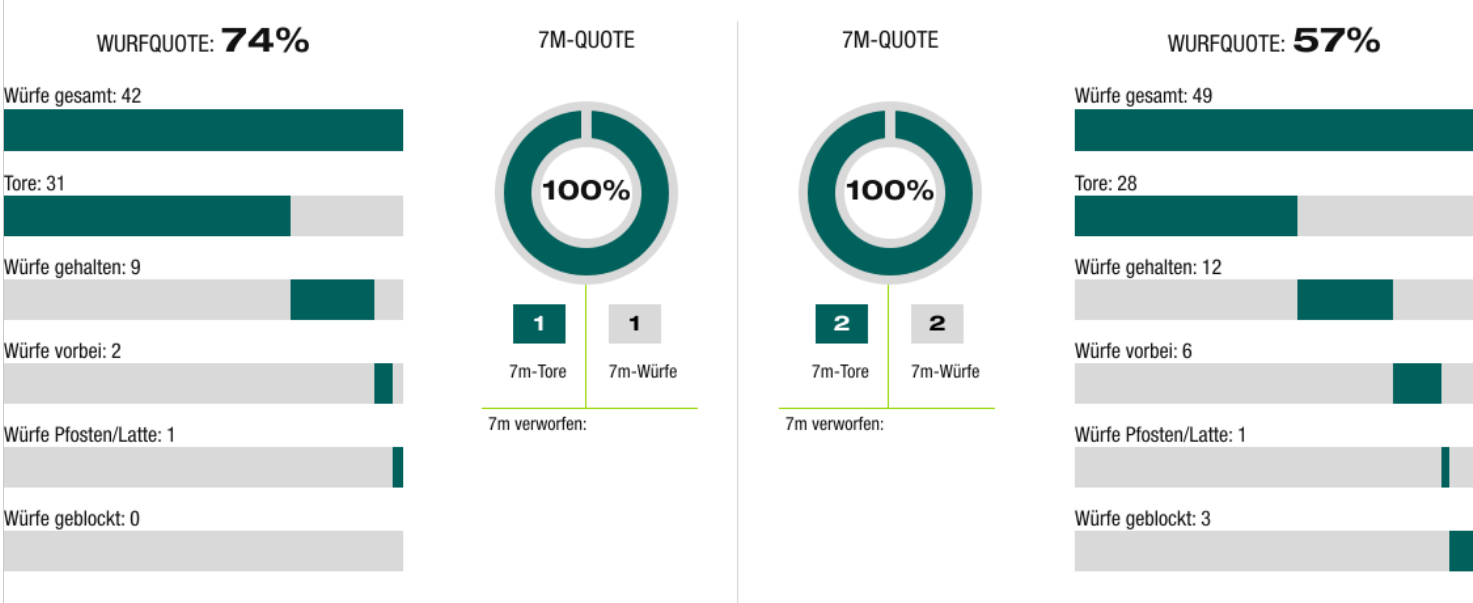 WURFQUOTE: 74%
Würfe gesamt: 42
Tore: 31
Würfe gehalten: 9
Würfe vorbei: 2
Würfe Pfosten/Latte: 1
Würfe geblockt: 0
7M-QUOTE
100%
1 1
7m-Tore 7m-Würfe
7m verworfen:
7M-QUOTE
100%
2 2
7m-Tore 7m-Würfe
7m verworfen:
WURFQUOTE: 57%
Würfe gesamt: 49
Tore: 28
Würfe gehalten: 12
Würfe vorbei: 6
Würfe Pfosten/Latte: 1
Würfe geblockt: 3